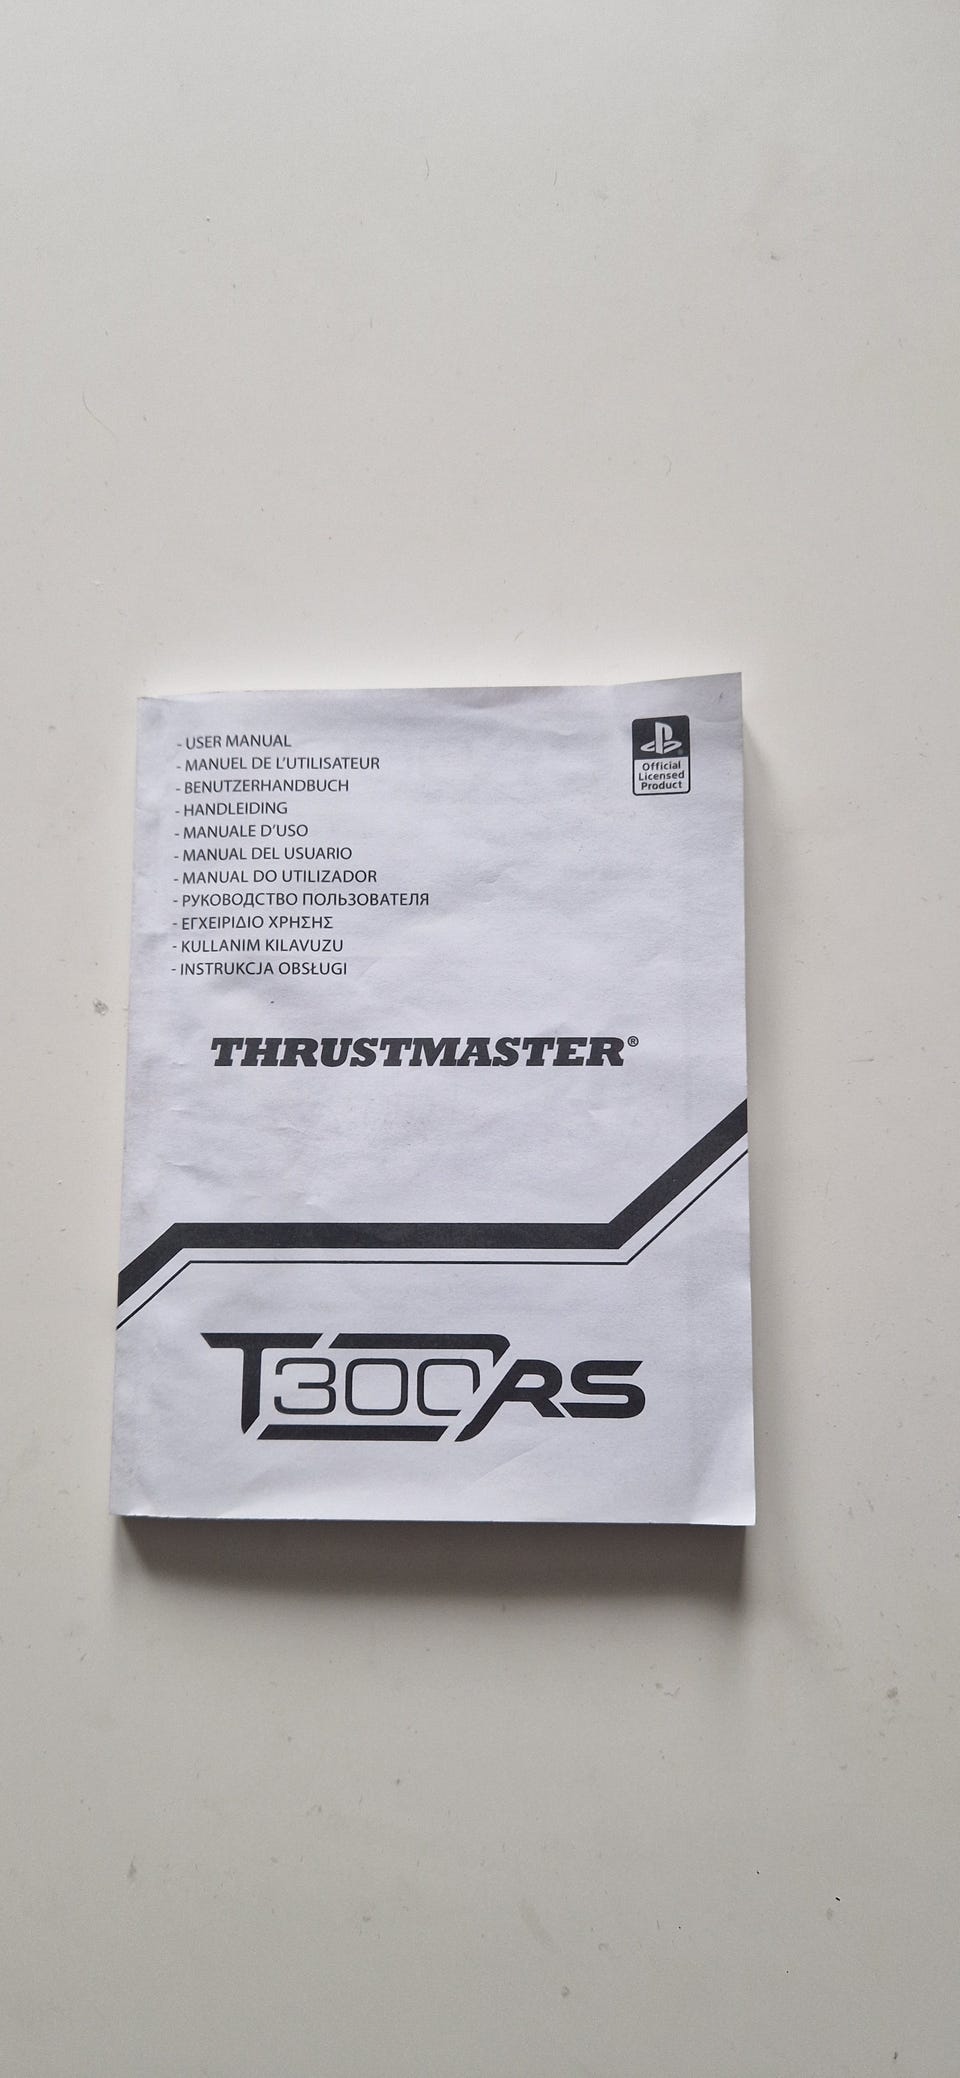 - USER MANUAL
- MANUEL DE L'UTILISATEUR
- BENUTZERHANDBUCH
- HANDLEIDING
- MANUALE D'USO
- MANUAL DEL USUARIO
- MANUAL DO UTILIZADOR
- РУКОВОДСТВО ПОЛЬЗОВАТЕЛЯ
- ΕΓΧΕΙΡΙΔΙΟ ΧΡΗΣΗΣ
- KULLANIM KILAVUZU
- INSTRUKCJA OBSŁUGI
Official
Licensed
Product
THRUSTMASTER®
T300RS